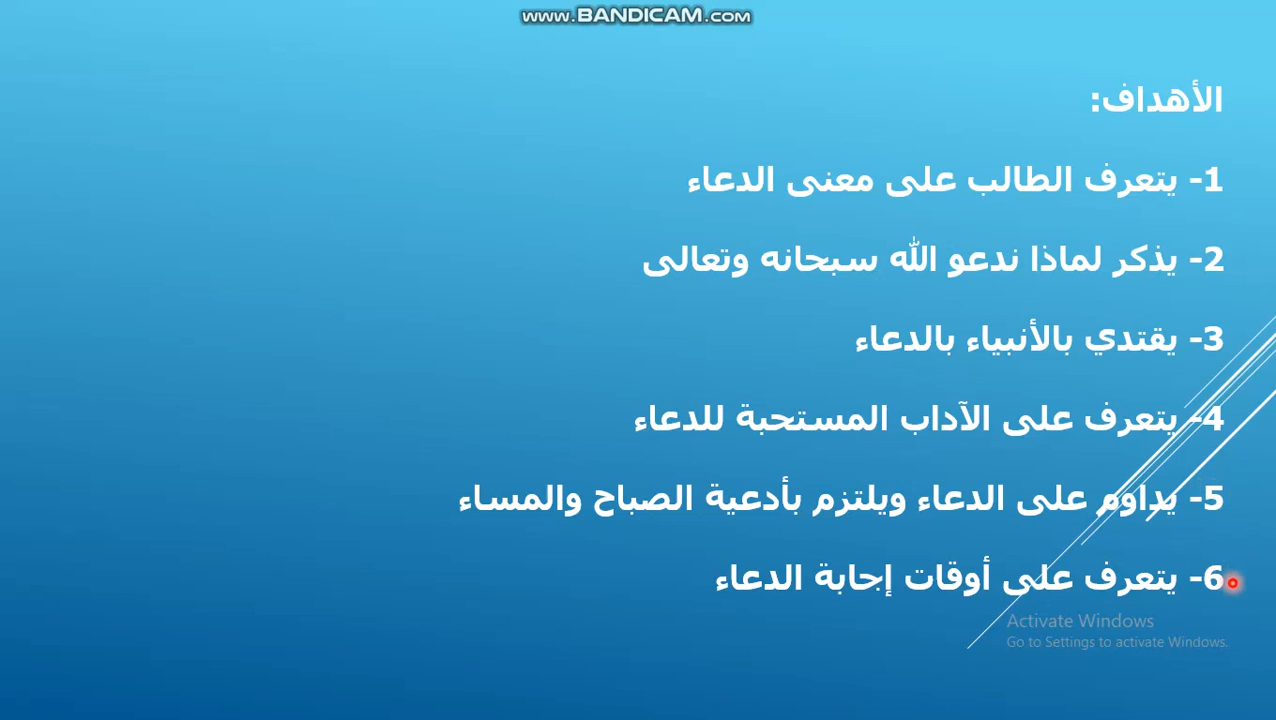 www.BANDICAM.com
الأهداف:
1- يتعرف الطالب على معنى الدعاء
2- يذكر لماذا ندعو الله سبحانه وتعالى
3- يقتدي بالأنبياء بالدعاء
4- يتعرف على الآداب المستحبة للدعاء
5- يداوم على الدعاء ويلتزم بأدعية الصباح والمساء
6- يتعرف على أوقات إجابة الدعاء
Activate Windows
Go to Settings to activate Windows.